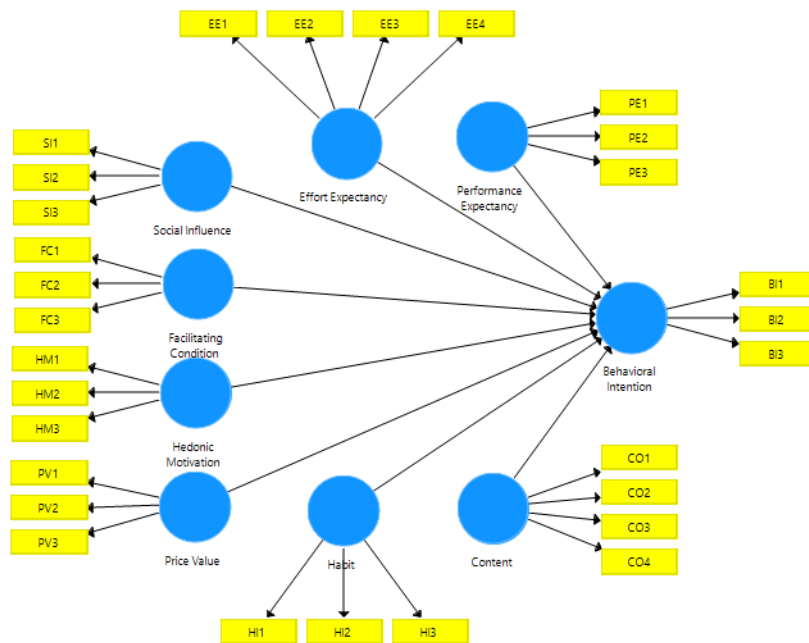 EE1
EE2
EE3
EE4
PE1
PE2
PE3
SI1
SI2
SI3
Effort Expectancy
Performance
Expectancy
Social Influence
FC1
FC2
FC3
BI1
BI2
BI3
Facilitating
Condition
Behavioral
Intention
HM1
HM2
HM3
Hedonic
Motivation
CO1
CO2
CO3
CO4
PV1
PV2
PV3
Price Value
Habit
Content
HI1
HI2
HI3